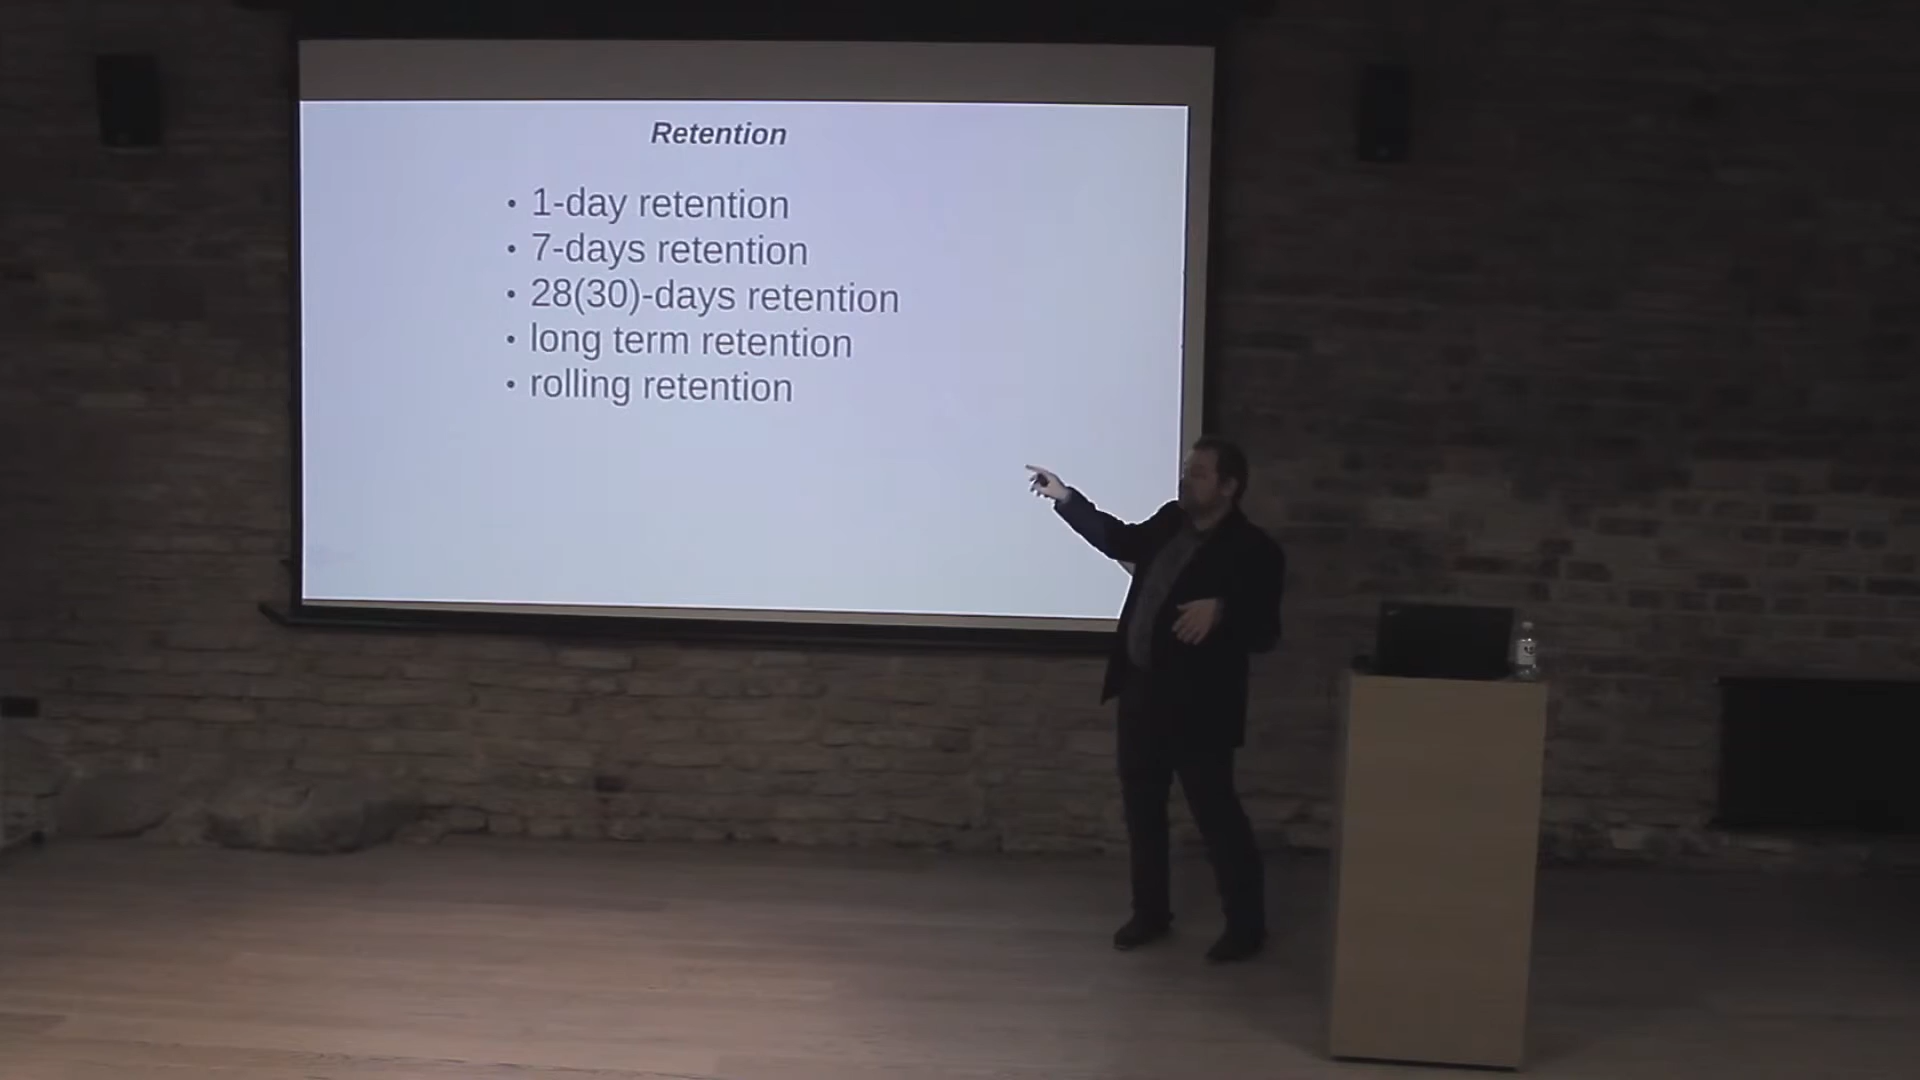 Retention
• 1-day retention
• 7-days retention
• 28(30)-days retention
• long term retention
• rolling retention